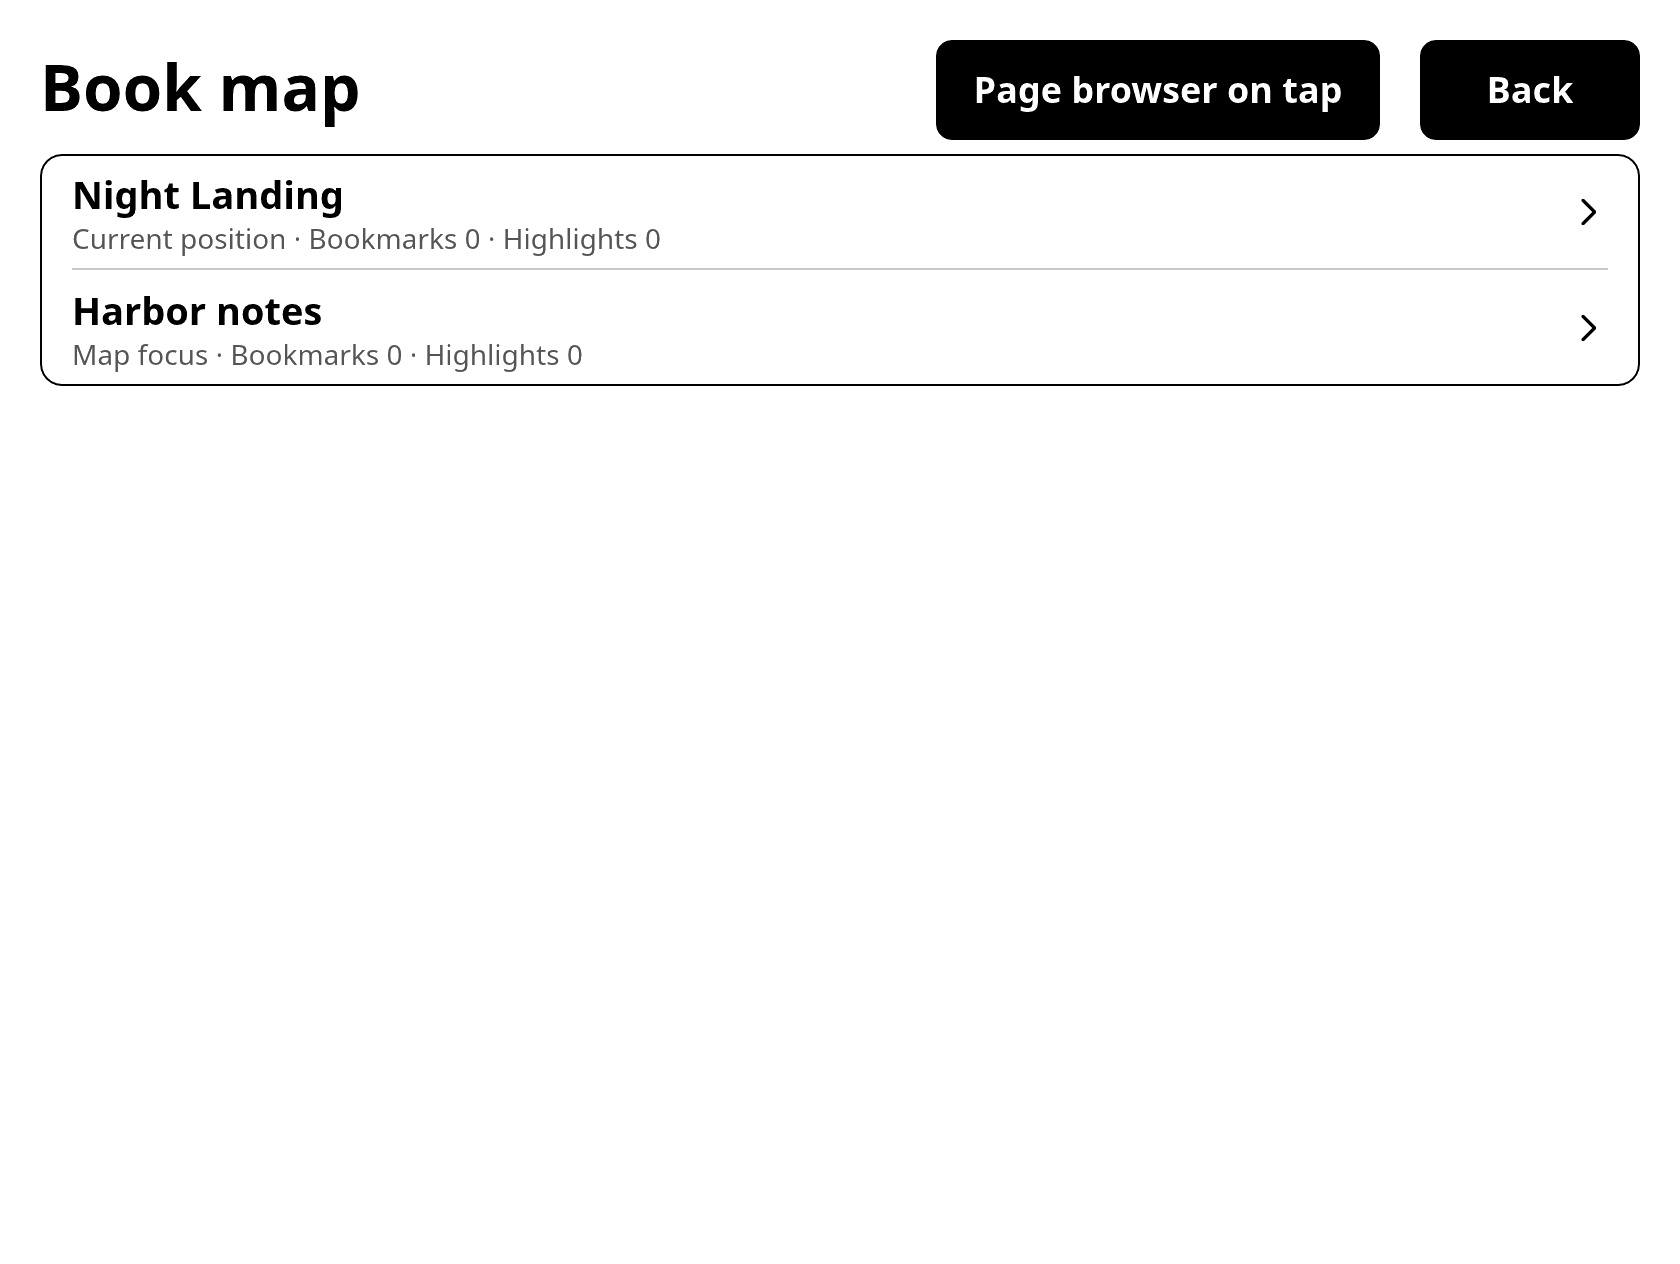 Book map
Page browser on tap
Back
Night Landing
Current position · Bookmarks 0 · Highlights 0
Harbor notes
Map focus · Bookmarks 0 · Highlights 0